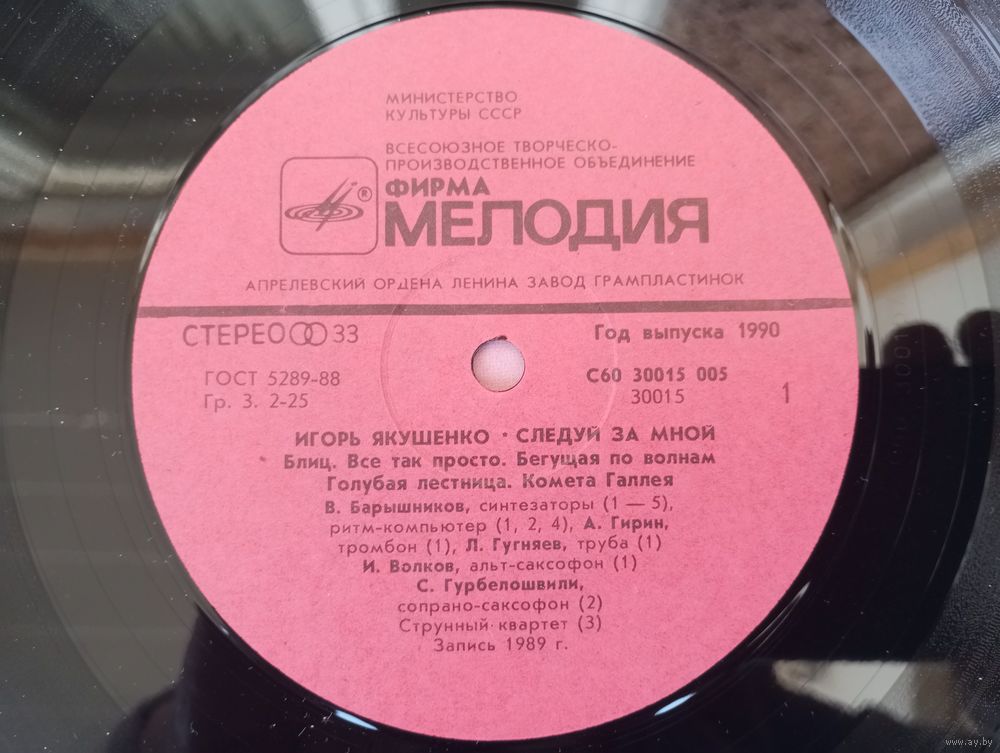 МИНИСТЕРСТВО
КУЛЬТУРЫ СССР
ВСЕСОЮЗНОЕ ТВОРЧЕСКО-
ПРОИЗВОДСТВЕННОЕ ОБЪЕДИНЕНИЕ
ФИРМА
®
МЕЛОДИЯ
АПРЕЛЕВСКИЙ ОРДЕНА ЛЕНИНА ЗАВОД ГРАМПЛАСТИНОК
СТЕРЕО 33
Год выпуска 1990
ГОСТ 5289-88
Гр. 3. 2-25
С60 30015 005
30015
1
ИГОРЬ ЯКУШЕНКО • СЛЕДУЙ ЗА МНОЙ
Блиц. Все так просто. Бегущая по волнам
Голубая лестница. Комета Галлея
В. Барышников, синтезаторы (1 — 5),
ритм-компьютер (1, 2, 4), А. Гирин,
тромбон (1), Л. Гугняев, труба (1)
И. Волков, альт-саксофон (1)
С. Гурбелошвили,
сопрано-саксофон (2)
Струнный квартет (3)
Запись 1989 г.
www.ay.by